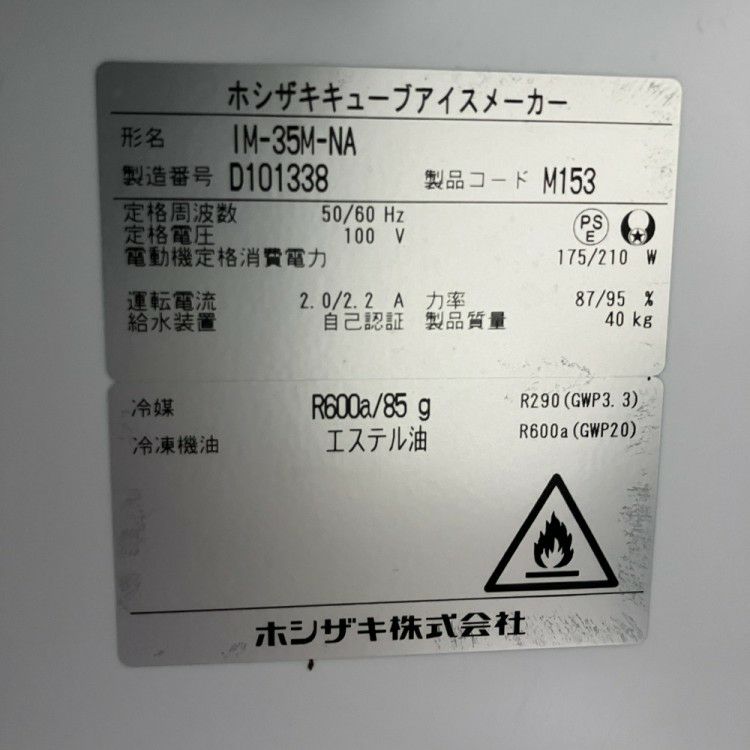 ホシザキキューブアイスメーカー
形名 IM-35M-NA
製造番号 D101338 製品コード M153
定格周波数 50/60 Hz
定格電圧 100 V
PS E
電動機定格消費電力 175/210 W
運転電流 2.0/2.2 A 力率 87/95 %
給水装置 自己認証 製品質量 40 kg
冷媒 R600a/85 g R290(GWP3.3)
冷凍機油 エステル油 R600a(GWP20)
ホシザキ株式会社